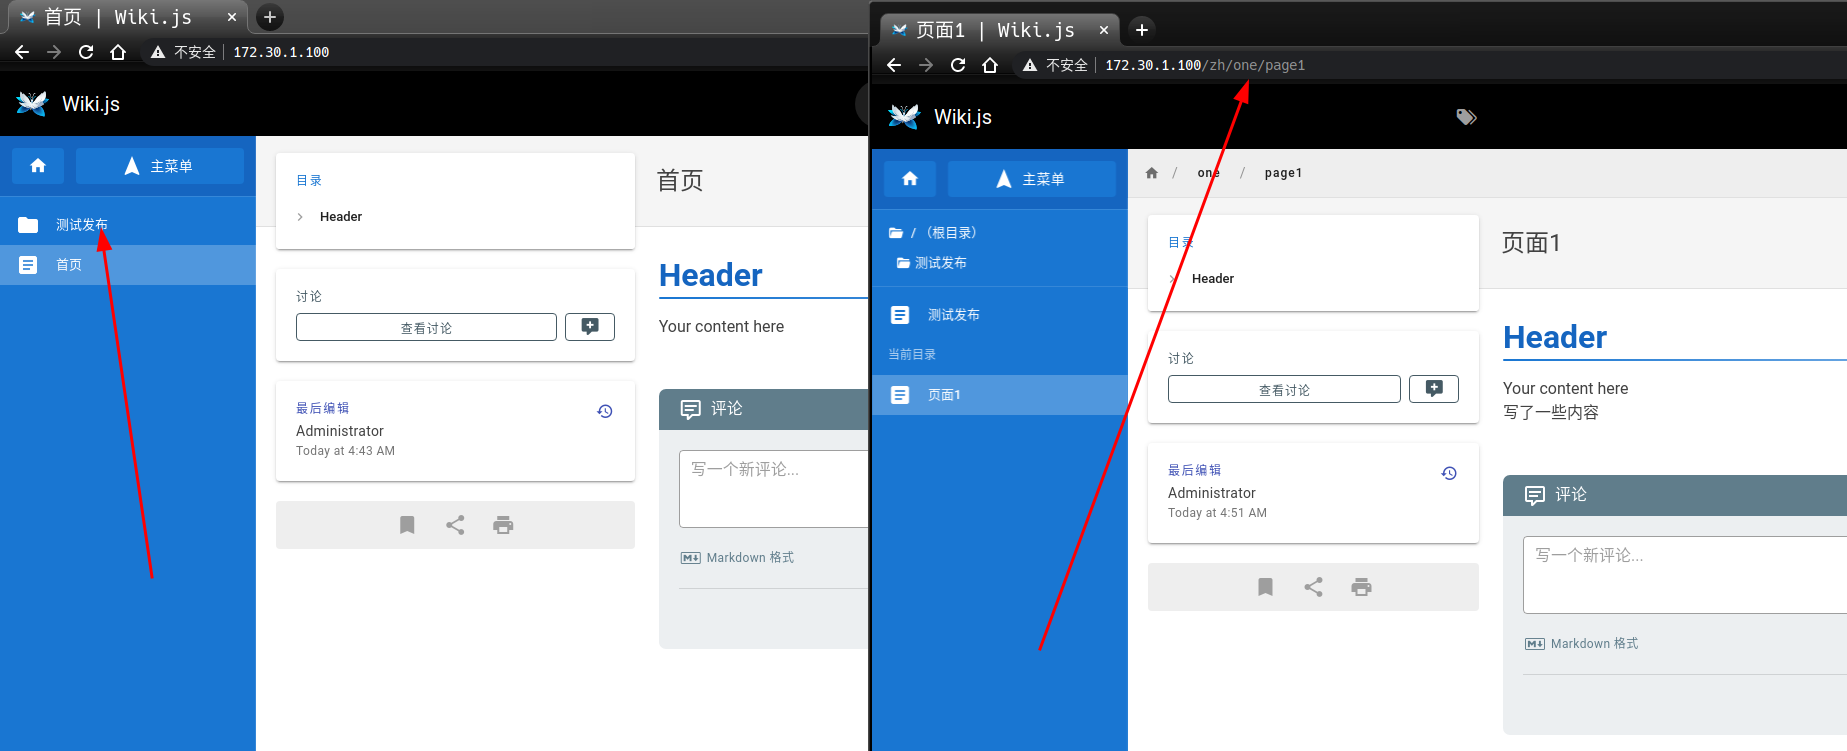 首页 | Wiki.js
不安全 172.30.1.100
Wiki.js
主菜单
测试发布
首页
目录
Header
讨论
查看讨论
最后编辑
Administrator
Today at 4:43 AM
首页
Header
Your content here
评论
写一个新评论...
Markdown 格式
页面1 | Wiki.js
不安全 172.30.1.100/zh/one/page1
Wiki.js
主菜单
/ （根目录）
测试发布
测试发布
当前目录
页面1
/ one / page1
目录
Header
讨论
查看讨论
最后编辑
Administrator
Today at 4:51 AM
页面1
Header
Your content here
写了一些内容
评论
写一个新评论...
Markdown 格式